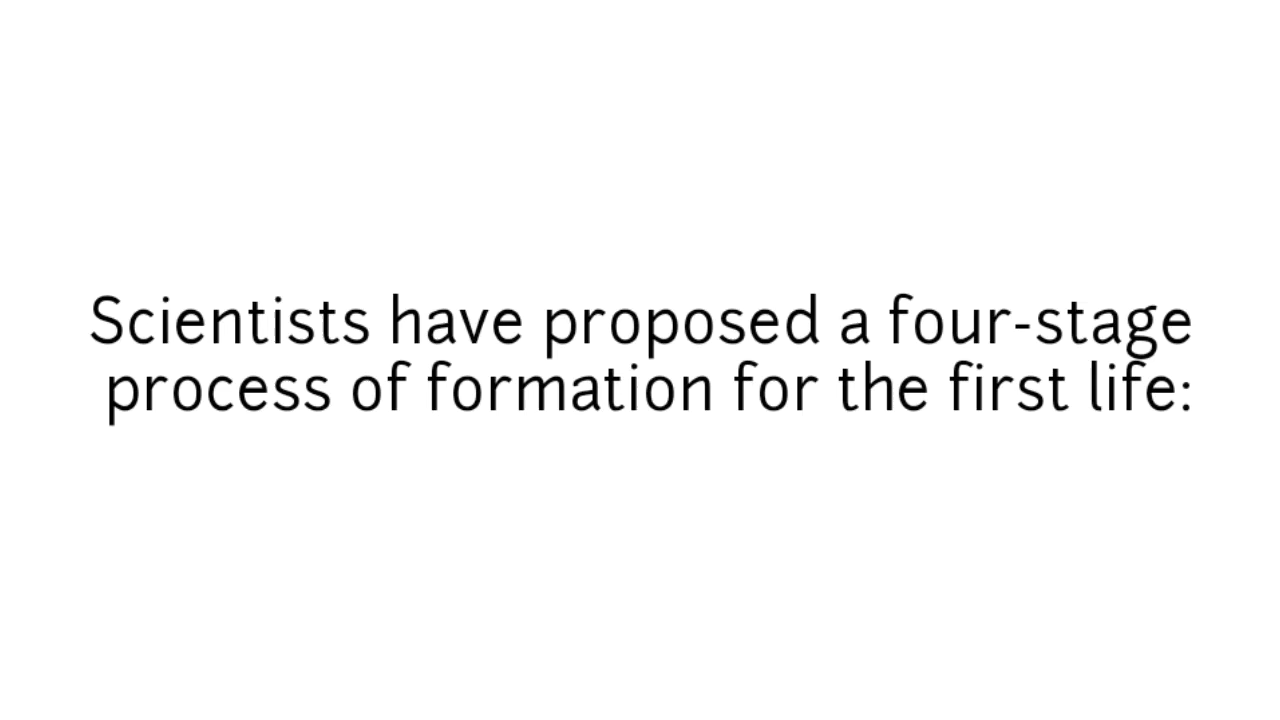 Scientists have proposed a four-stage
process of formation for the first life: